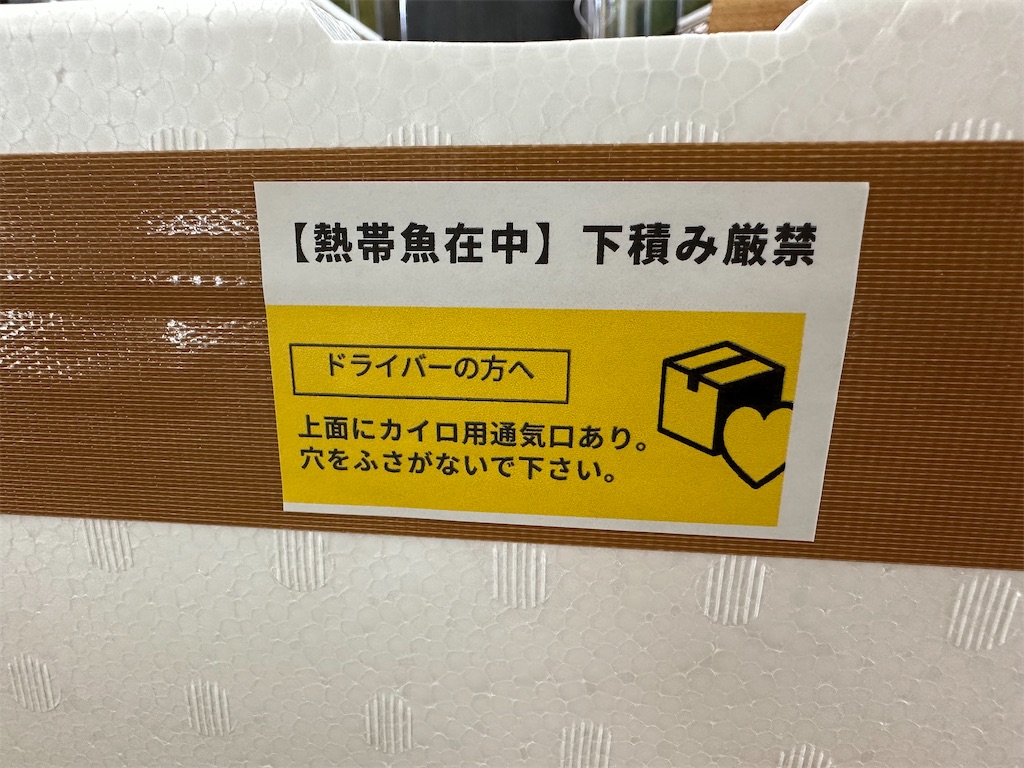 【熱帯魚在中】下積み厳禁
ドライバーの方へ
上面にカイロ用通気口あり。
穴をふさがないで下さい。